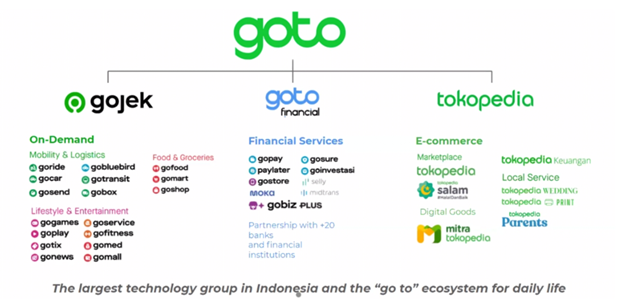 goto
gojek
goto
financial
tokopedia
On-Demand
Mobility & Logistics
goride
gobluebird
gocar
gotransit
gosend
gobox
Food & Groceries
gofood
gomart
goshop
Lifestyle & Entertainment
gogames
goservice
goplay
gofitness
gotix
gomed
gonews
gomall
Financial Services
gopay
gosure
paylater
goinvestasi
gostore
selly
MOKA
midtrans
gobiz PLUS
Partnership with +20
banks
and financial
institutions
E-commerce
Marketplace
tokopedia
tokopedia
salam
Digital Goods
mitra
tokopedia
tokopedia Keuangan
Local Service
tokopedia WEDDING
tokopedia PRINT
tokopedia
Parents
The largest technology group in Indonesia and the “go to” ecosystem for daily life